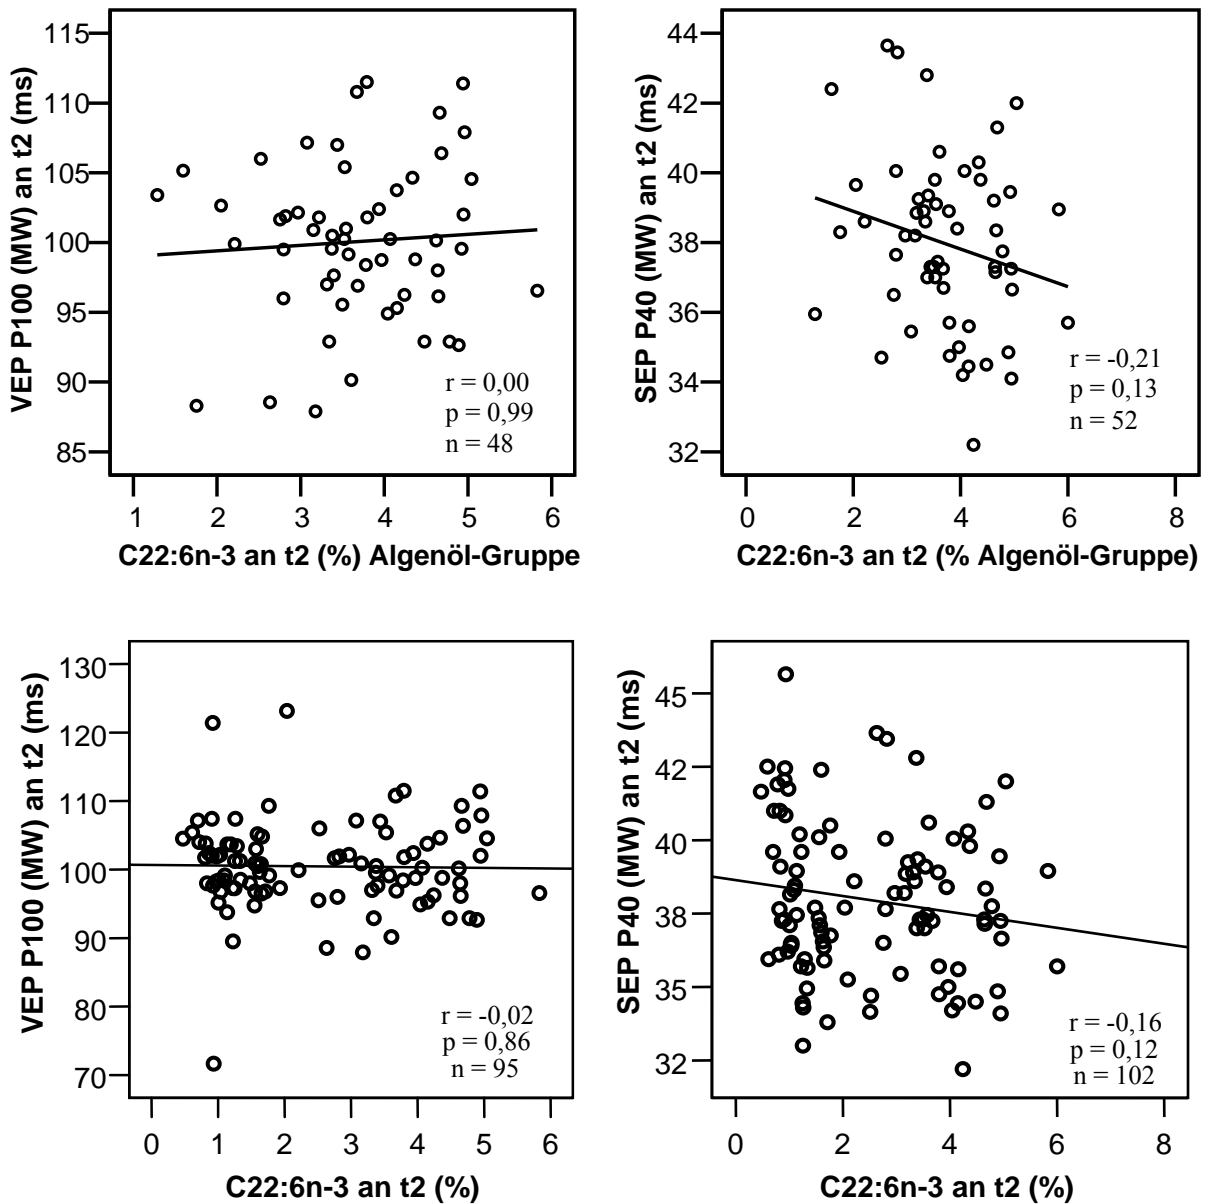 VEP P100 (MW) an t2 (ms)
115
110
105
100
95
90
85
r = 0,00
p = 0,99
n = 48
1 2 3 4 5 6
C22:6n-3 an t2 (%) Algenöl-Gruppe
SEP P40 (MW) an t2 (ms)
44
42
40
38
36
34
32
r = -0,21
p = 0,13
n = 52
0 2 4 6 8
C22:6n-3 an t2 (% Algenöl-Gruppe)
VEP P100 (MW) an t2 (ms)
130
120
110
100
90
80
70
r = -0,02
p = 0,86
n = 95
0 1 2 3 4 5 6
C22:6n-3 an t2 (%)
SEP P40 (MW) an t2 (ms)
45
42
40
38
35
32
r = -0,16
p = 0,12
n = 102
0 2 4 6 8
C22:6n-3 an t2 (%)